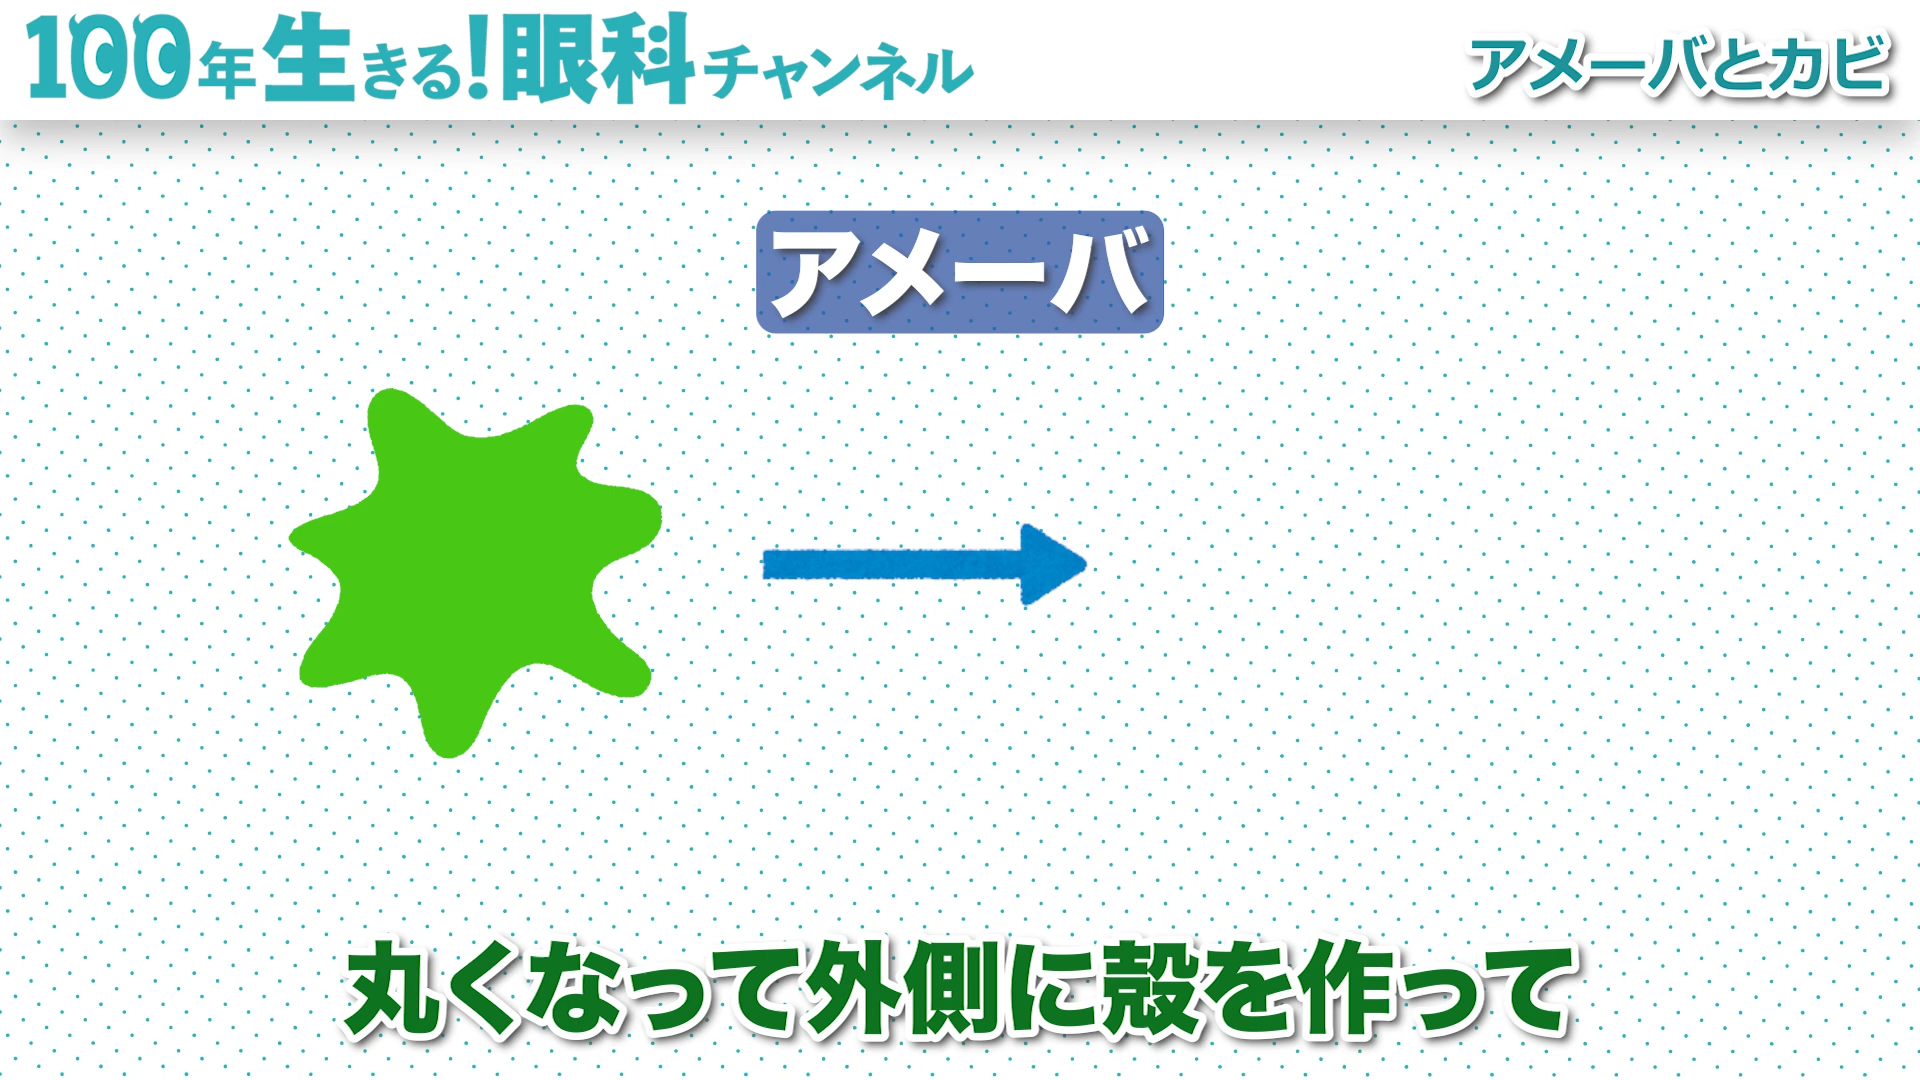 100年生きる!眼科チャンネル
アメーバとカビ
アメーバ
丸くなって外側に殻を作って